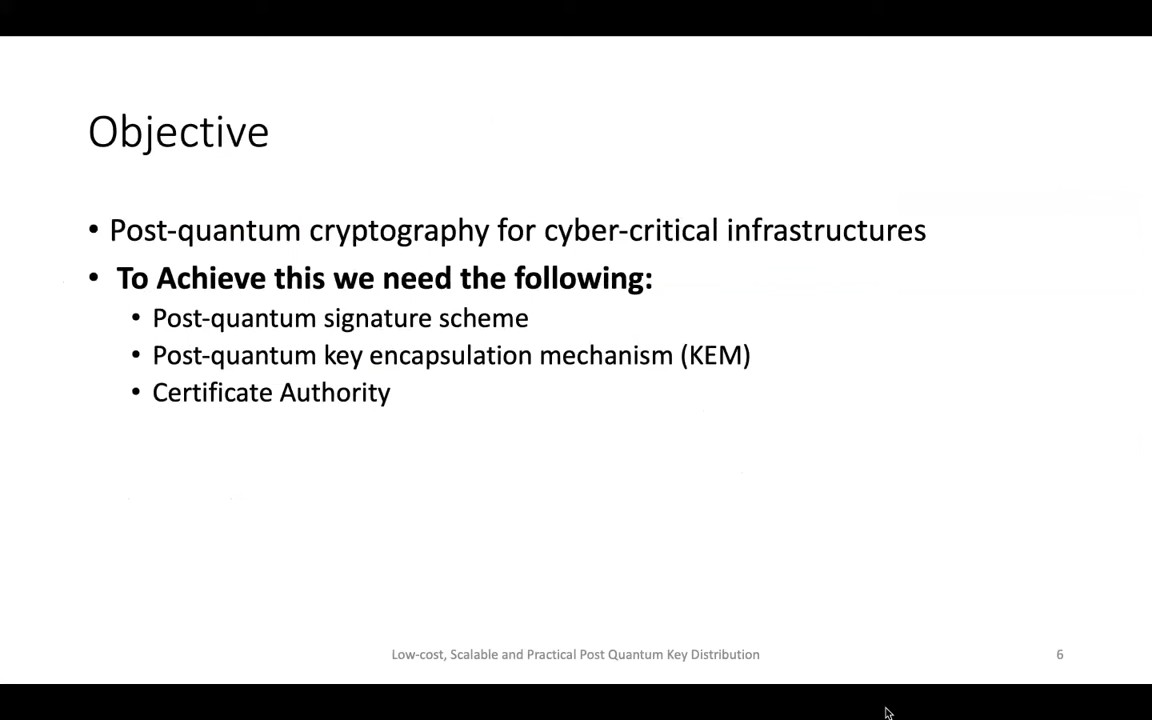 Objective
• Post-quantum cryptography for cyber-critical infrastructures
• To Achieve this we need the following:
• Post-quantum signature scheme
• Post-quantum key encapsulation mechanism (KEM)
• Certificate Authority
Low-cost, Scalable and Practical Post Quantum Key Distribution
6